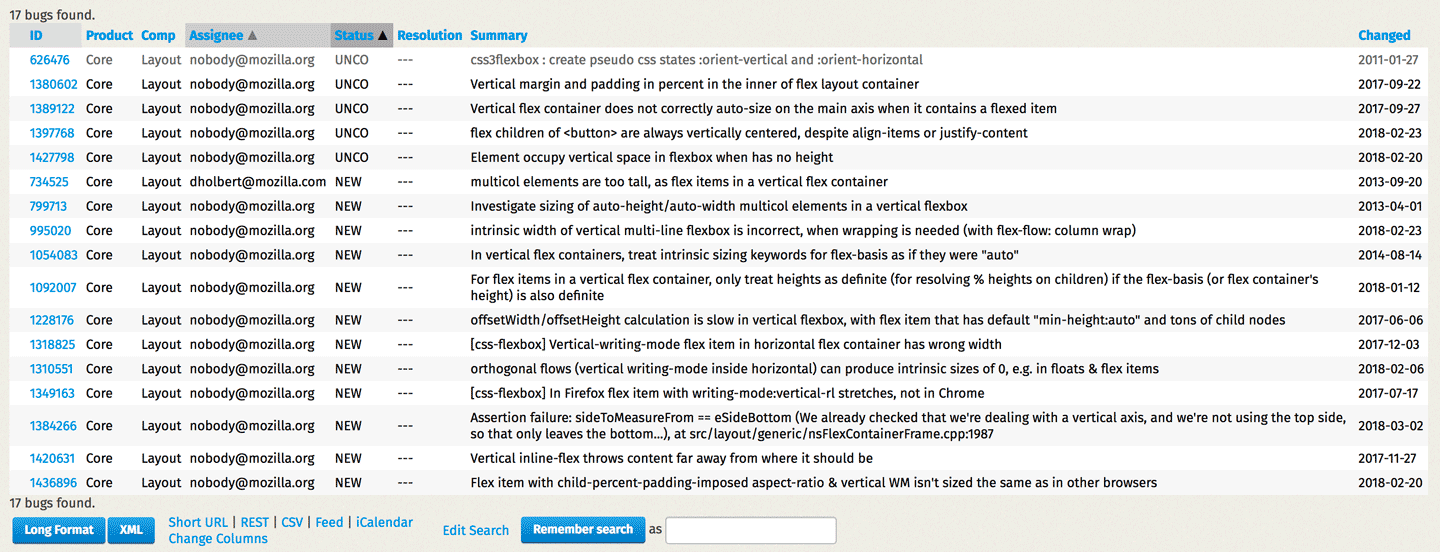 17 bugs found.
ID Product Comp Assignee ▲ Status ▲ Resolution Summary Changed
626476 Core Layout nobody@mozilla.org UNCO --- css3flexbox : create pseudo css states :orient-vertical and :orient-horizontal 2011-01-27
1380602 Core Layout nobody@mozilla.org UNCO --- Vertical margin and padding in percent in the inner of flex layout container 2017-09-22
1389122 Core Layout nobody@mozilla.org UNCO --- Vertical flex container does not correctly auto-size on the main axis when it contains a flexed item 2017-09-27
1397768 Core Layout nobody@mozilla.org UNCO --- flex children of <button> are always vertically centered, despite align-items or justify-content 2018-02-23
1427798 Core Layout nobody@mozilla.org UNCO --- Element occupy vertical space in flexbox when has no height 2018-02-20
734525 Core Layout dholbert@mozilla.com NEW --- multicol elements are too tall, as flex items in a vertical flex container 2013-09-20
799713 Core Layout nobody@mozilla.org NEW --- Investigate sizing of auto-height/auto-width multicol elements in a vertical flexbox 2013-04-01
995020 Core Layout nobody@mozilla.org NEW --- intrinsic width of vertical multi-line flexbox is incorrect, when wrapping is needed (with flex-flow: column wrap) 2018-02-23
1054083 Core Layout nobody@mozilla.org NEW --- In vertical flex containers, treat intrinsic sizing keywords for flex-basis as if they were "auto" 2014-08-14
1092007 Core Layout nobody@mozilla.org NEW --- For flex items in a vertical flex container, only treat heights as definite (for resolving % heights on children) if the flex-basis (or flex container's
height) is also definite 2018-01-12
1228176 Core Layout nobody@mozilla.org NEW --- offsetWidth/offsetHeight calculation is slow in vertical flexbox, with flex item that has default "min-height:auto" and tons of child nodes 2017-06-06
1318825 Core Layout nobody@mozilla.org NEW --- [css-flexbox] Vertical-writing-mode flex item in horizontal flex container has wrong width 2017-12-03
1310551 Core Layout nobody@mozilla.org NEW --- orthogonal flows (vertical writing-mode inside horizontal) can produce intrinsic sizes of 0, e.g. in floats & flex items 2018-02-06
1349163 Core Layout nobody@mozilla.org NEW --- [css-flexbox] In Firefox flex item with writing-mode:vertical-rl stretches, not in Chrome 2017-07-17
1384266 Core Layout nobody@mozilla.org NEW --- Assertion failure: sideToMeasureFrom == eSideBottom (We already checked that we're dealing with a vertical axis, and we're not using the top side,
so that only leaves the bottom...), at src/layout/generic/nsFlexContainerFrame.cpp:1987 2018-03-02
1420631 Core Layout nobody@mozilla.org NEW --- Vertical inline-flex throws content far away from where it should be 2017-11-27
1436896 Core Layout nobody@mozilla.org NEW --- Flex item with child-percent-padding-imposed aspect-ratio & vertical WM isn't sized the same as in other browsers 2018-02-20
17 bugs found.
Long Format XML Short URL | REST | CSV | Feed | iCalendar Edit Search Remember search as
Change Columns